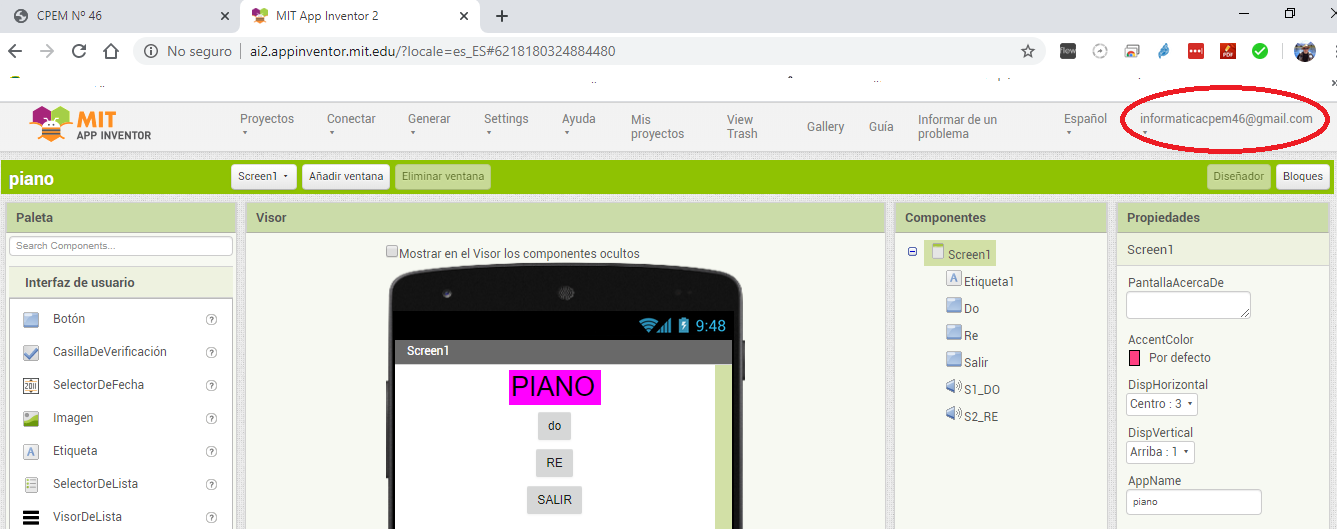 CPEM Nº 46
MIT App Inventor 2
No seguro
ai2.appinventor.mit.edu/?locale=es_ES#6218180324884480
MIT
APP INVENTOR
Proyectos
Conectar
Generar
Settings
Ayuda
Mis proyectos
View Trash
Gallery
Guía
Informar de un problema
Español
informaticacpem46@gmail.com
piano
Screen1
Añadir ventana
Eliminar ventana
Diseñador
Bloques
Paleta
Search Components...
Interfaz de usuario
Botón ?
CasillaDeVerificación ?
SelectorDeFecha ?
Imagen ?
Etiqueta ?
SelectorDeLista ?
VisorDeLista ?
Visor
Mostrar en el Visor los componentes ocultos
9:48
Screen1
PIANO
do
RE
SALIR
Componentes
Screen1
Etiqueta1
Do
Re
Salir
S1_DO
S2_RE
Propiedades
Screen1
PantallaAcercaDe
AccentColor
Por defecto
DispHorizontal
Centro : 3
DispVertical
Arriba : 1
AppName
piano